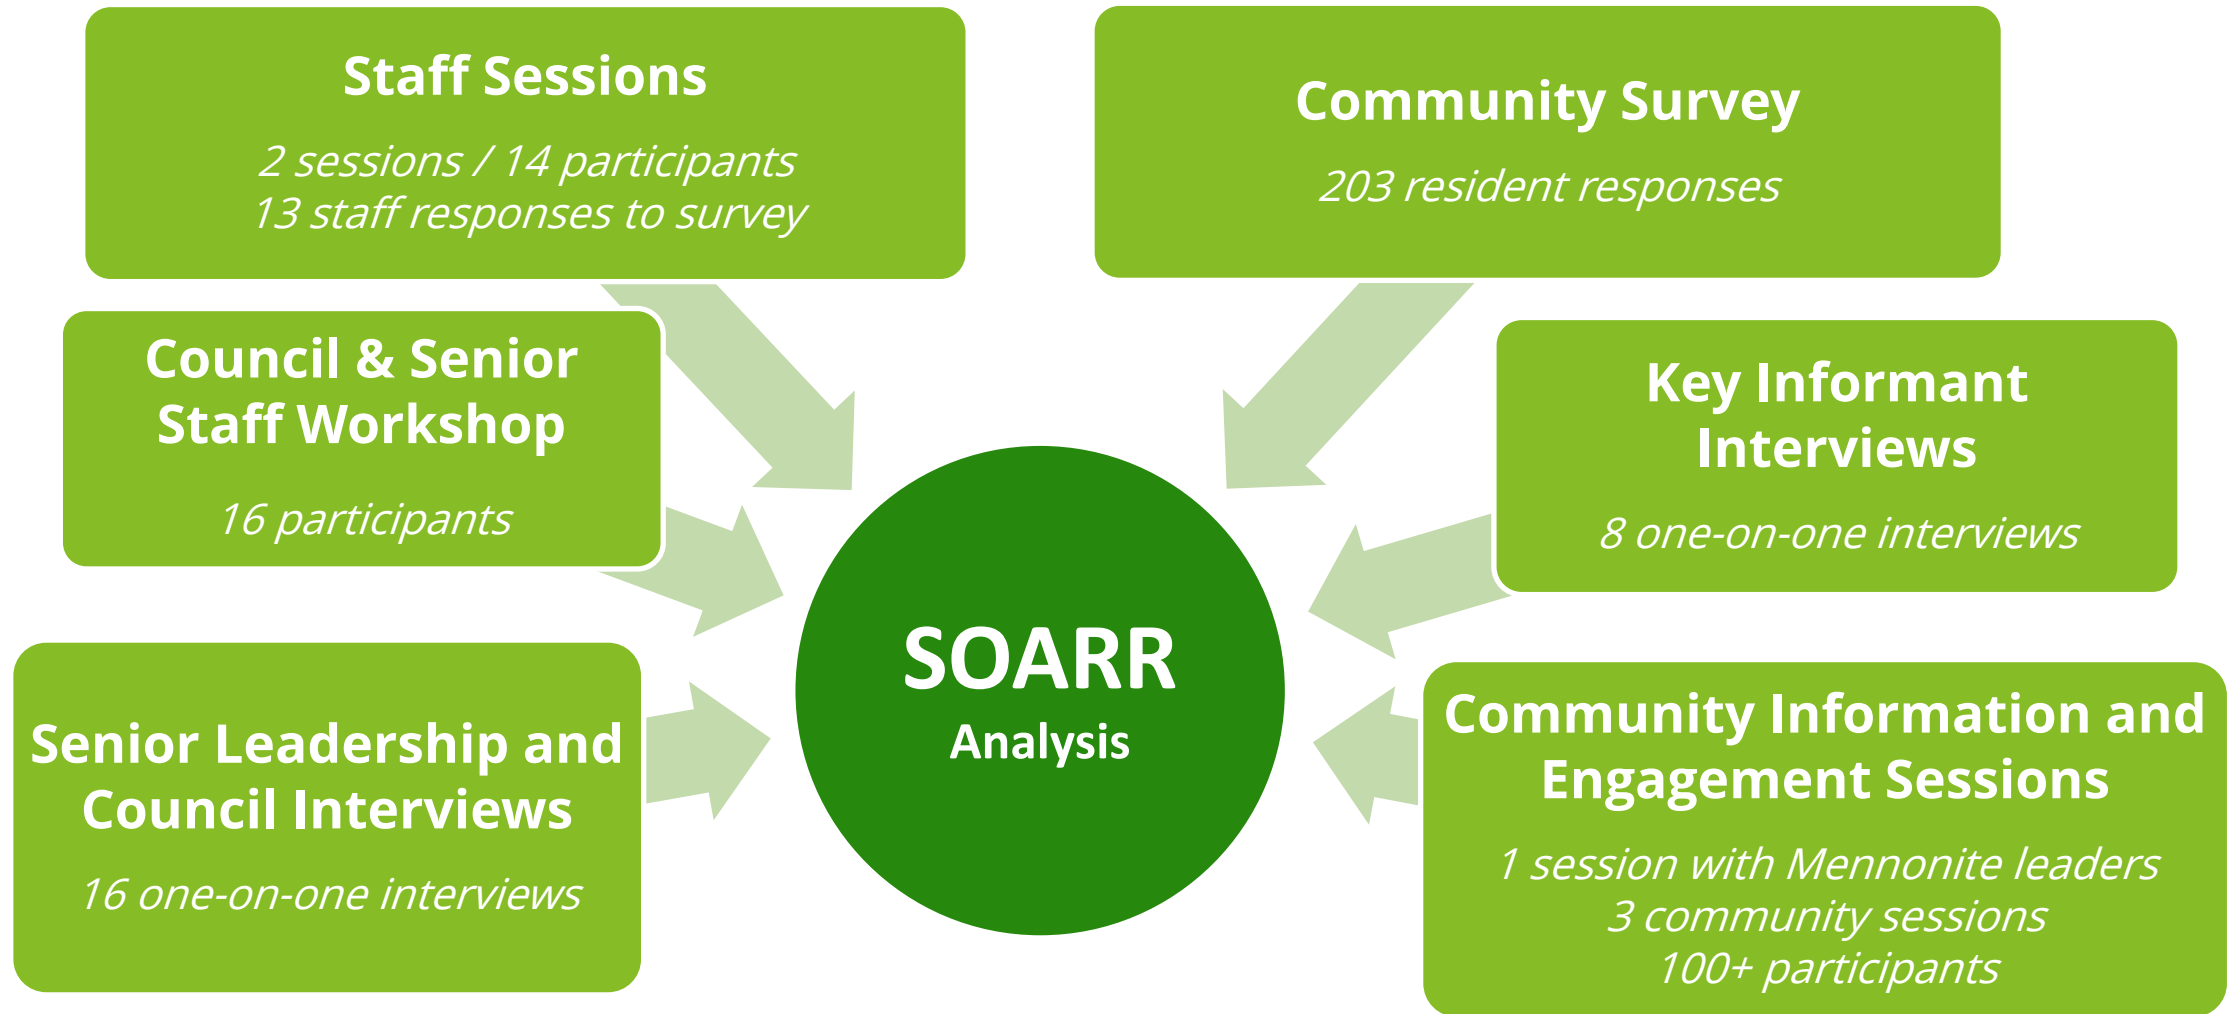 Staff Sessions
2 sessions / 14 participants
13 staff responses to survey
Community Survey
203 resident responses
Council & Senior
Staff Workshop
16 participants
Key Informant
Interviews
8 one-on-one interviews
Senior Leadership and
Council Interviews
16 one-on-one interviews
SOARR
Analysis
Community Information and
Engagement Sessions
1 session with Mennonite leaders
3 community sessions
100+ participants